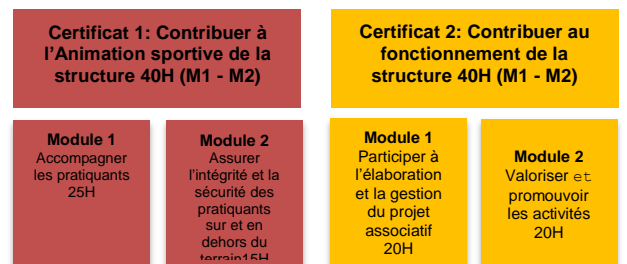 Certificat 1: Contribuer à
l'Animation sportive de la
structure 40H (M1 - M2)
Certificat 2: Contribuer au
fonctionnement de la
structure 40H (M1 - M2)
Module 1
Accompagner
les pratiquants
25H
Module 2
Assurer
l'intégrité et la
sécurité des
pratiquants
sur et en
dehors du
terrain15H
Module 1
Participer à
l'élaboration
et la gestion
du projet
associatif
20H
Module 2
Valoriser et
promouvoir
les activités
20H